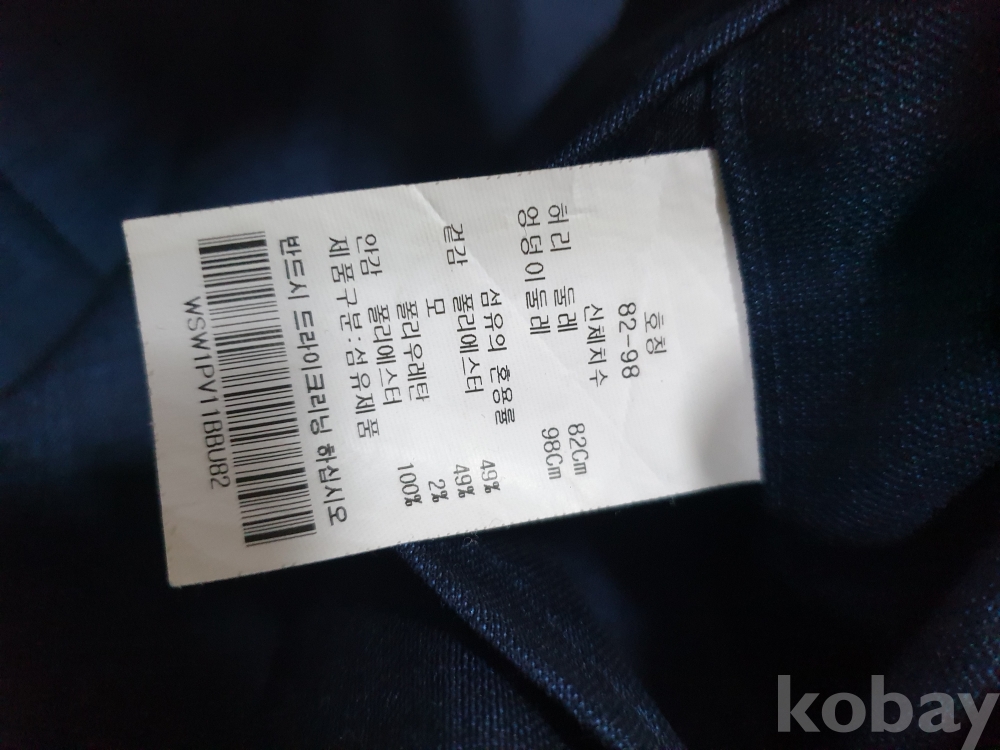 호칭
82-98
신체치수
허리 둘레 82Cm
엉덩이둘레 98Cm
섬유의 혼용률
겉감 폴리에스터 49%
모 49%
폴리우레탄 2%
안감 폴리에스터 100%
제품구분:섬유제품
반드시 드라이크리닝 하십시오
WSW1PV11BBU82
kobay